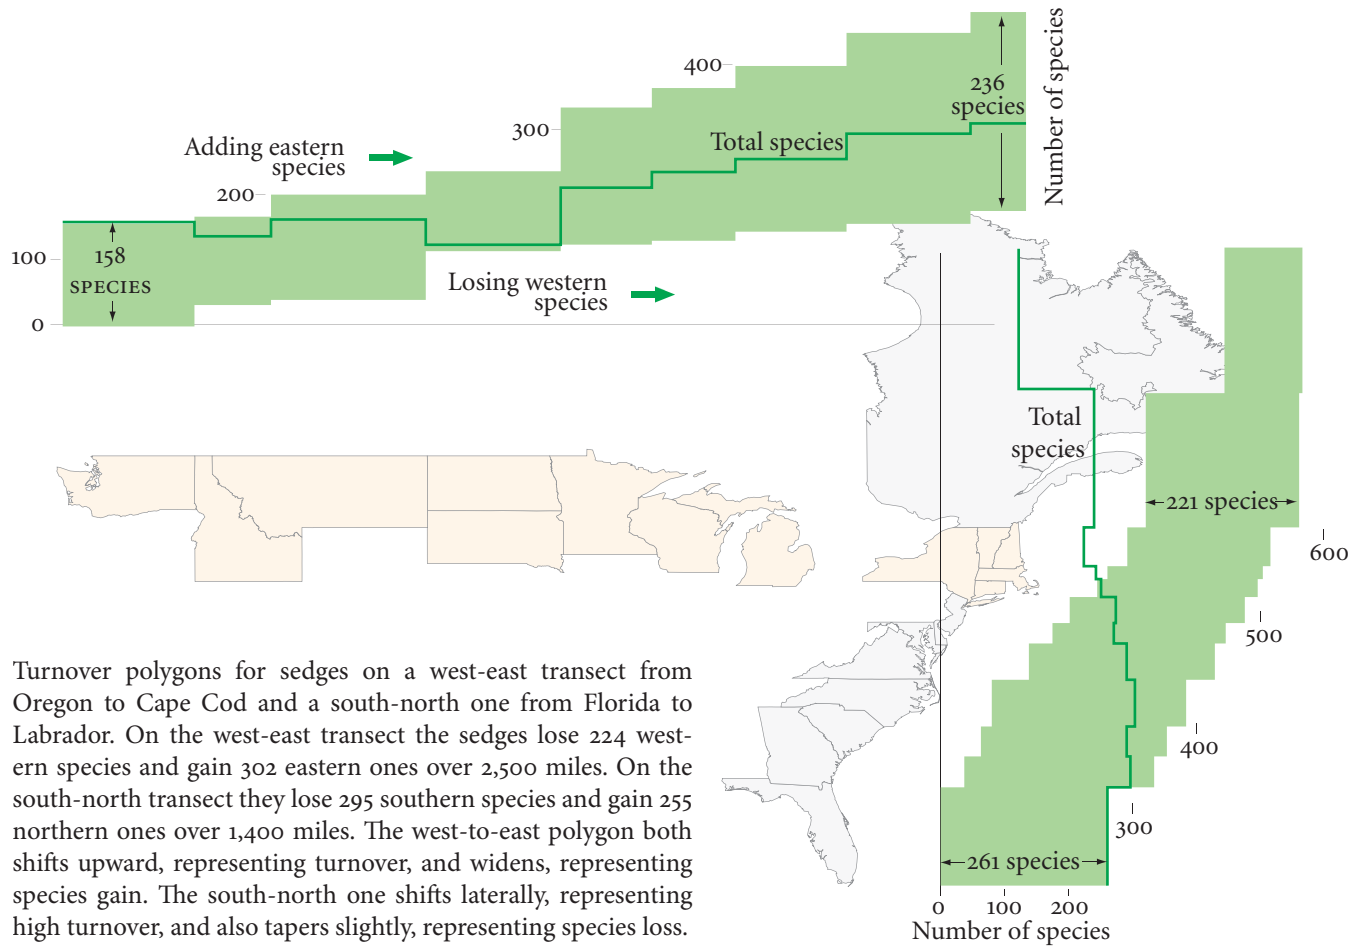 400
236
species
Number of species
300
Total species
Adding eastern
species
200
158
SPECIES
100
Losing western
species
0
Total
species
221 species
600
500
400
300
261 species
0 100 200
Number of species
Turnover polygons for sedges on a west-east transect from
Oregon to Cape Cod and a south-north one from Florida to
Labrador. On the west-east transect the sedges lose 224 west-
ern species and gain 302 eastern ones over 2,500 miles. On the
south-north transect they lose 295 southern species and gain 255
northern ones over 1,400 miles. The west-to-east polygon both
shifts upward, representing turnover, and widens, representing
species gain. The south-north one shifts laterally, representing
high turnover, and also tapers slightly, representing species loss.